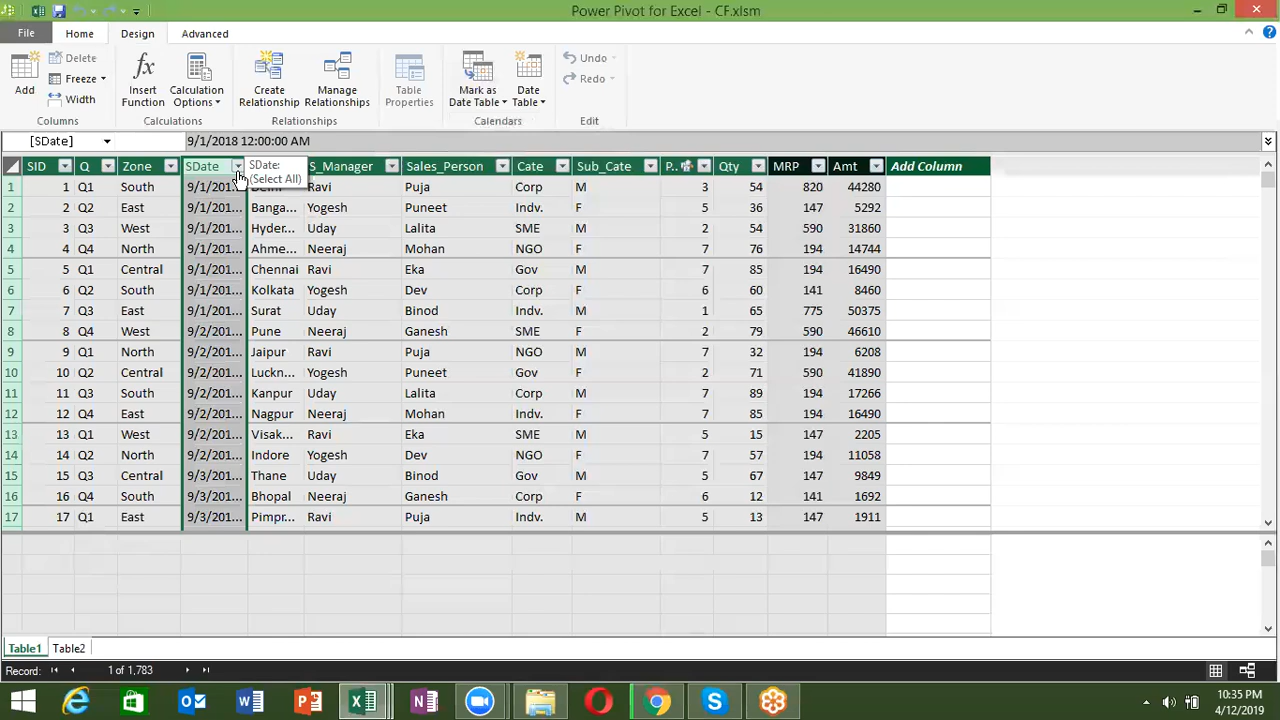 Power Pivot for Excel - CF.xlsm
File Home Design Advanced
Add
Delete
Freeze
Width
Columns
Insert Function
Calculation Options
Calculations
Create Relationship
Manage Relationships
Relationships
Table Properties
Mark as Date Table
Date Table
Calendars
Undo
Redo
Edit
[SDate] 9/1/2018 12:00:00 AM
SID Q Zone SDate S_Manager Sales_Person Cate Sub_Cate P.. Qty MRP Amt Add Column
SDate:
(Select All)
1 1 Q1 South 9/1/201... Ravi Puja Corp M 3 54 820 44280
2 2 Q2 East 9/1/201... Banga... Yogesh Puneet Indv. F 5 36 147 5292
3 3 Q3 West 9/1/201... Hyder... Uday Lalita SME M 2 54 590 31860
4 4 Q4 North 9/1/201... Ahme... Neeraj Mohan NGO F 7 76 194 14744
5 5 Q1 Central 9/1/201... Chennai Ravi Eka Gov M 7 85 194 16490
6 6 Q2 South 9/1/201... Kolkata Yogesh Dev Corp F 6 60 141 8460
7 7 Q3 East 9/1/201... Surat Uday Binod Indv. M 1 65 775 50375
8 8 Q4 West 9/1/201... Pune Neeraj Ganesh SME F 2 79 590 46610
9 9 Q1 North 9/2/201... Jaipur Ravi Puja NGO M 7 32 194 6208
10 10 Q2 Central 9/2/201... Luckn... Yogesh Puneet Gov F 2 71 590 41890
11 11 Q3 South 9/2/201... Kanpur Uday Lalita Corp M 7 89 194 17266
12 12 Q4 East 9/2/201... Nagpur Neeraj Mohan Indv. F 7 85 194 16490
13 13 Q1 West 9/2/201... Visak... Ravi Eka SME M 5 15 147 2205
14 14 Q2 North 9/2/201... Indore Yogesh Dev NGO F 7 57 194 11058
15 15 Q3 Central 9/3/201... Thane Uday Binod Gov M 5 67 147 9849
16 16 Q4 South 9/3/201... Bhopal Neeraj Ganesh Corp F 6 12 141 1692
17 17 Q1 East 9/3/201... Pimpr... Ravi Puja Indv. M 5 13 147 1911
Table1 Table2
Record: 1 of 1,783
10:35 PM
4/12/2019